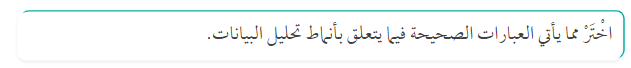 اخْتَرْ مما يأتي العبارات الصحيحة فيما يتعلق بأنماط تحليل البيانات.